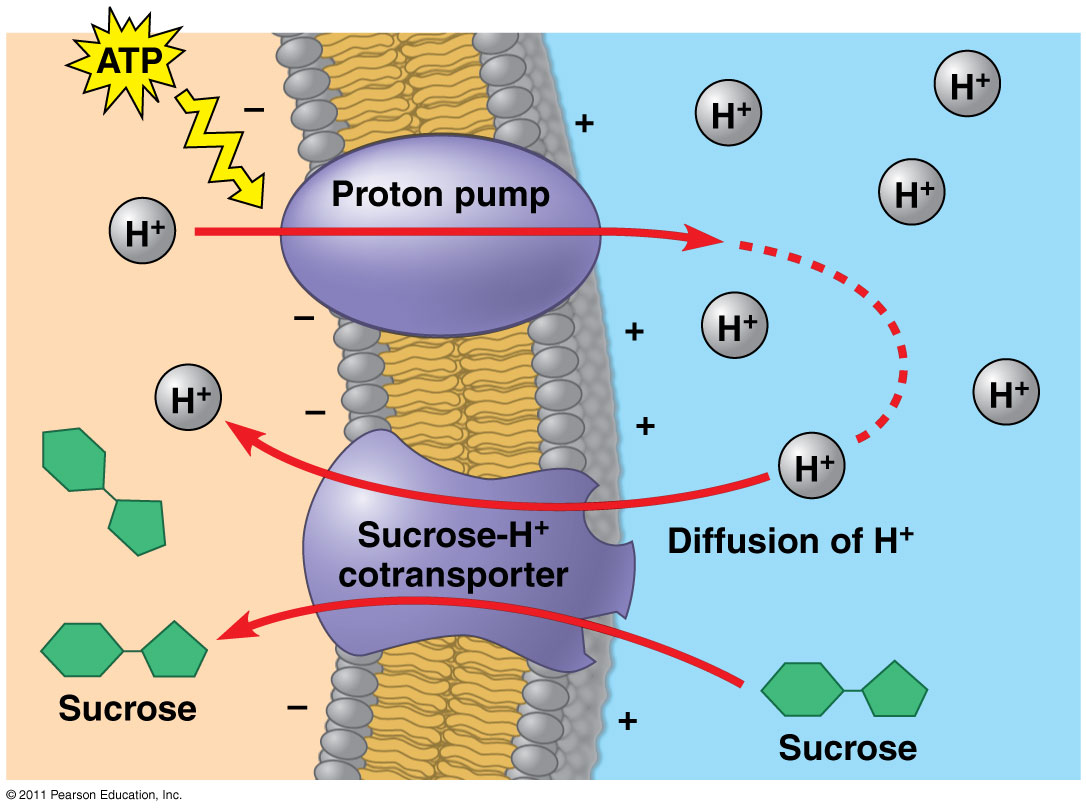 ATP
–
+
H+
H+
H+
Proton pump
H+
H+
–
+
H+
H+
–
+
H+
H+
Sucrose-H+
cotransporter
Diffusion of H+
Sucrose
–
+
Sucrose
© 2011 Pearson Education, Inc.